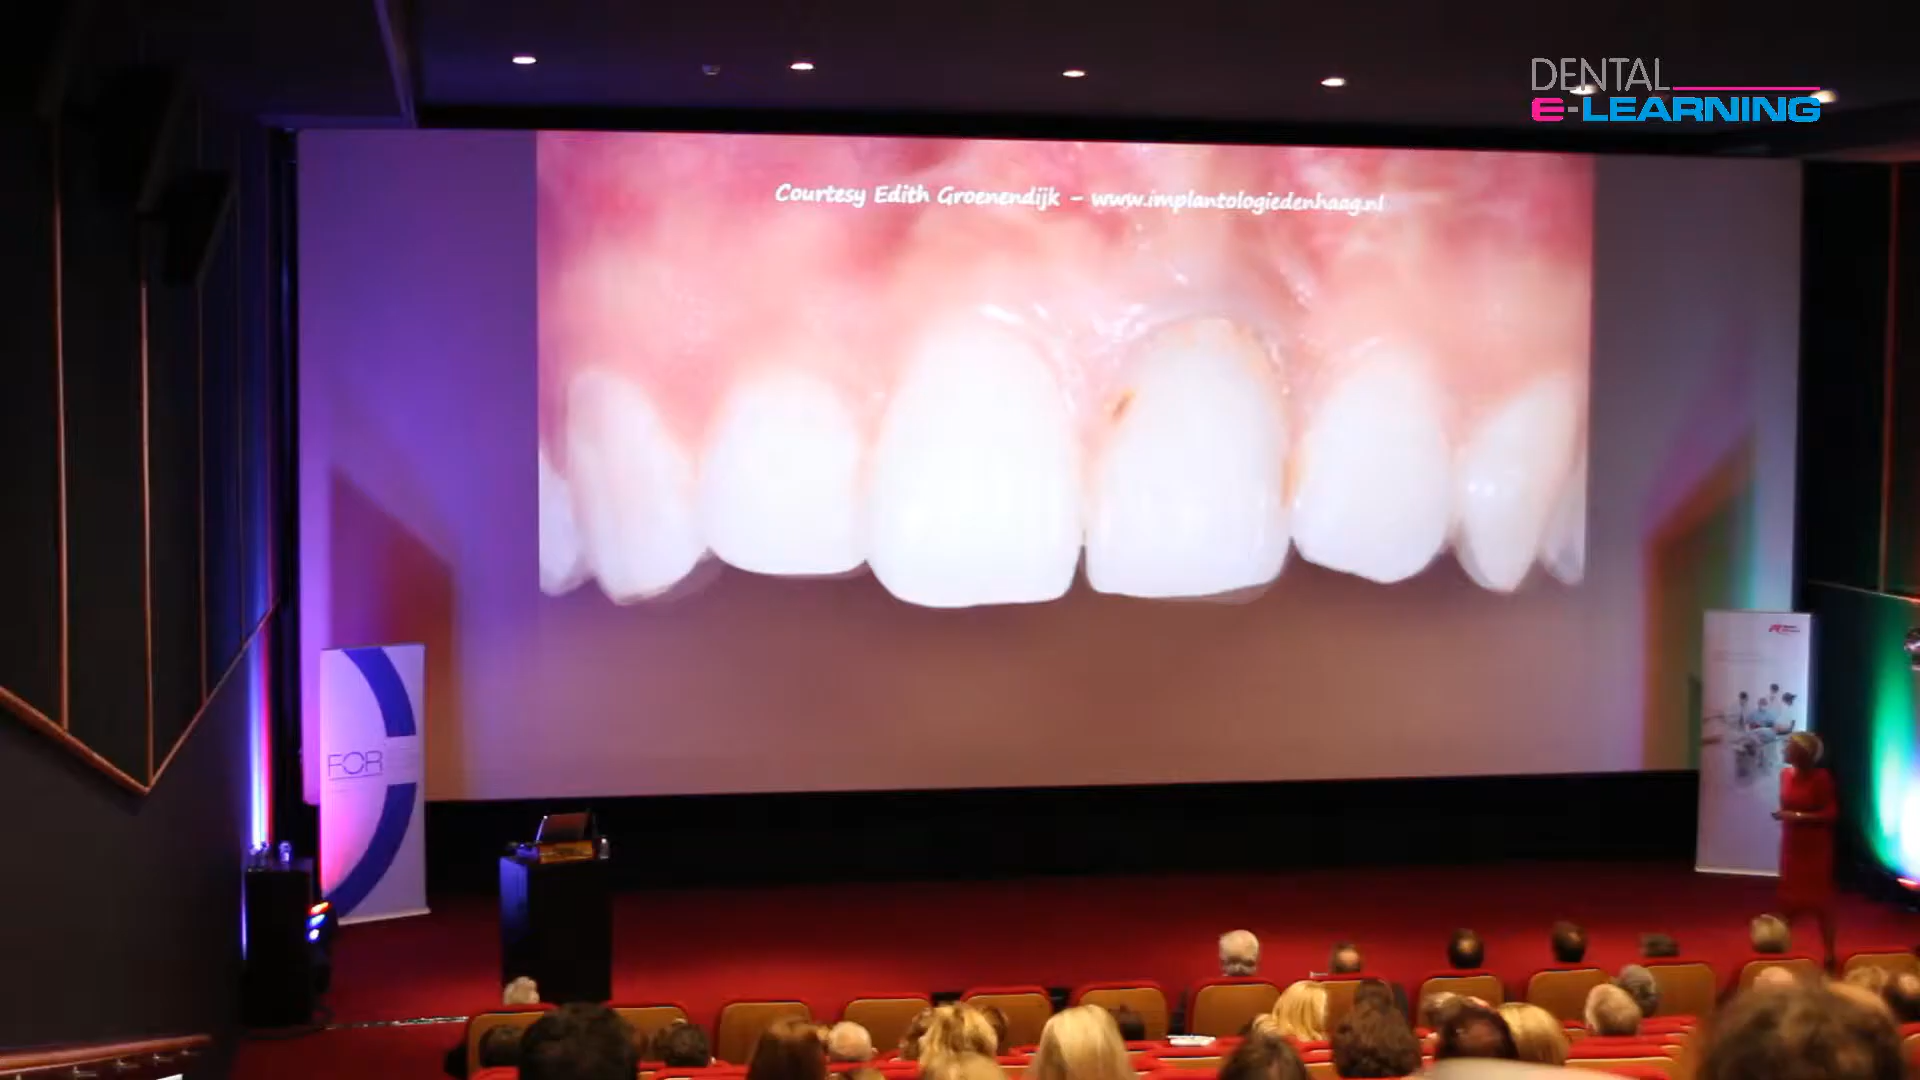 DENTAL
E-LEARNING
Courtesy Edith Groenendijk – www.implantologiedenhaag.nl
FOR